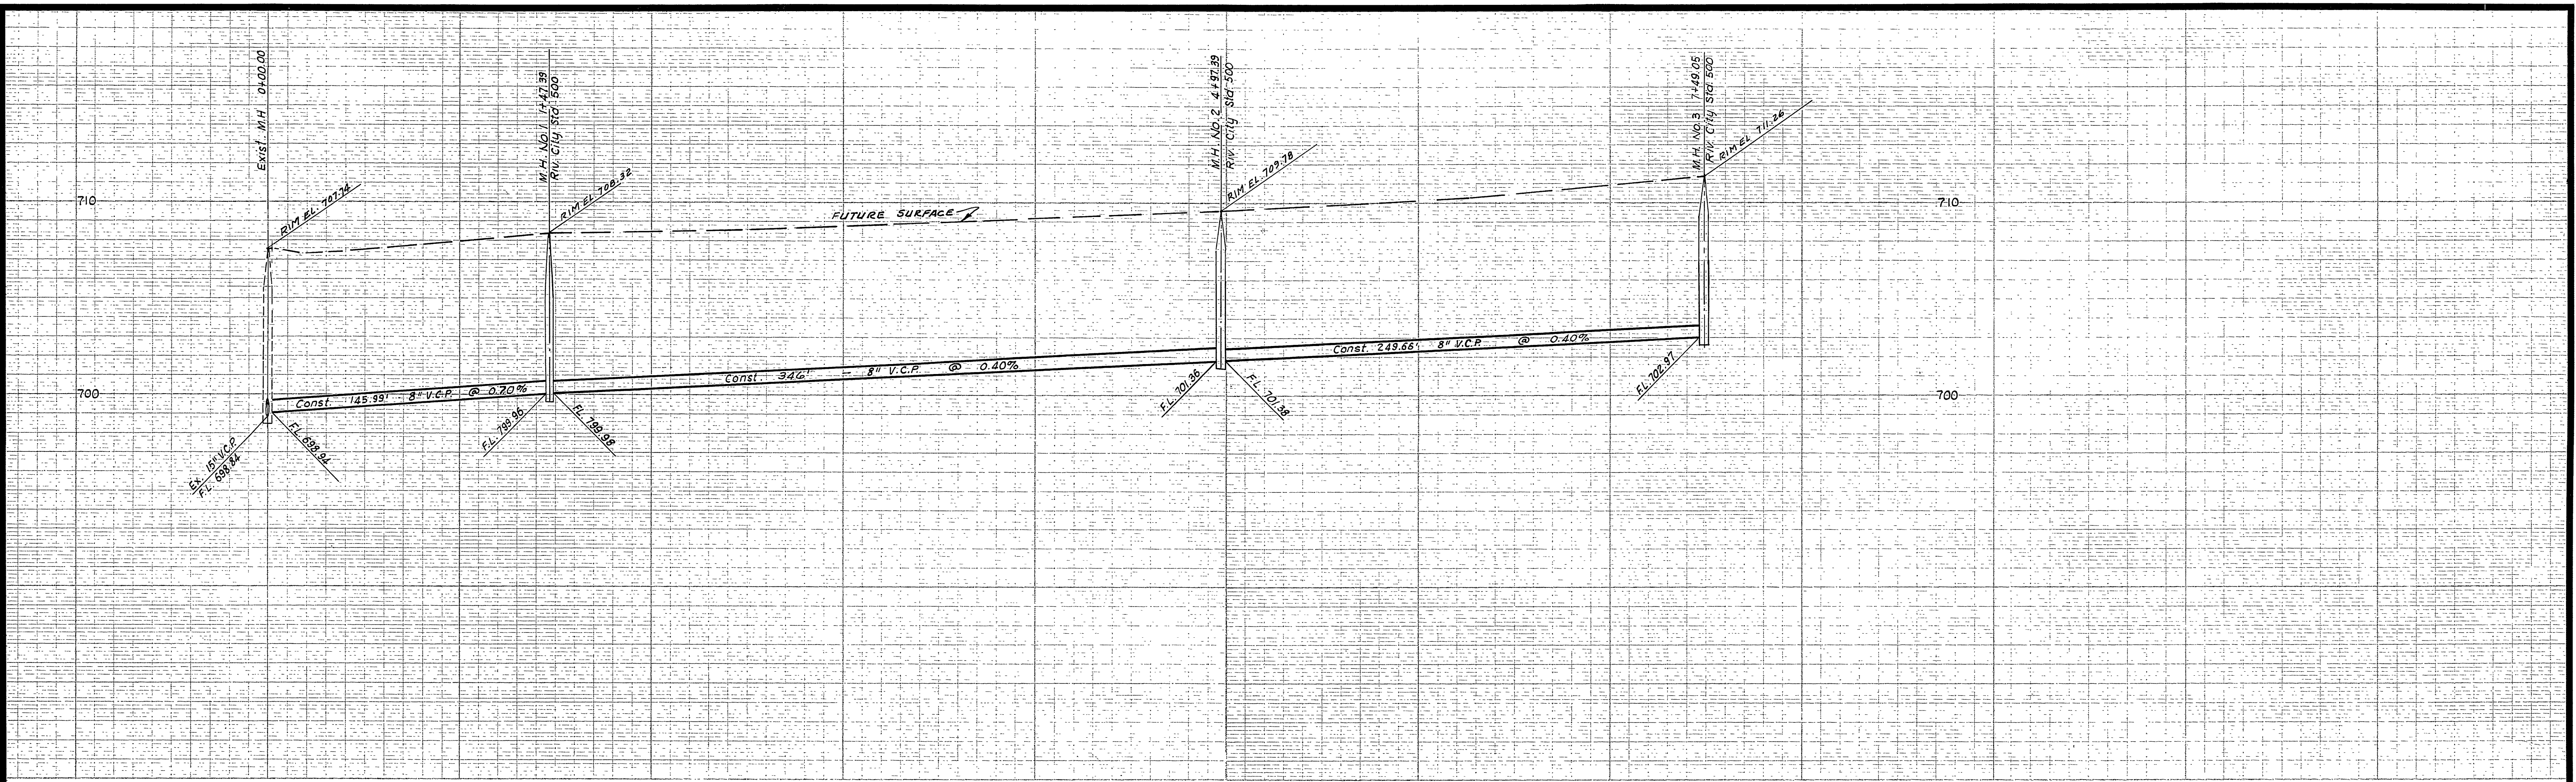 Exist. M.H. 0+00.00
M.H. NO. 1 1+47.39
Riv. City Std. 500
M.H. NO. 2 4+97.39
Riv. City Std 500
M.H. NO. 3 7+49.05
Riv. City Std 500
RIM EL. 707.74
RIM EL 708.32
RIM EL 709.78
RIM EL 711.26
710
FUTURE SURFACE
710
700
Const. 145.99' - 8" V.C.P. @ 0.70%
Const. 346' - 8" V.C.P. @ 0.40%
Const. 249.66' 8" V.C.P. @ 0.40%
700
Ex. 15" V.C.P.
F.L. 698.84
F.L. 698.94
F.L. 799.96
F.L. 799.98
F.L. 701.36
F.L. 701.38
F.L. 702.97